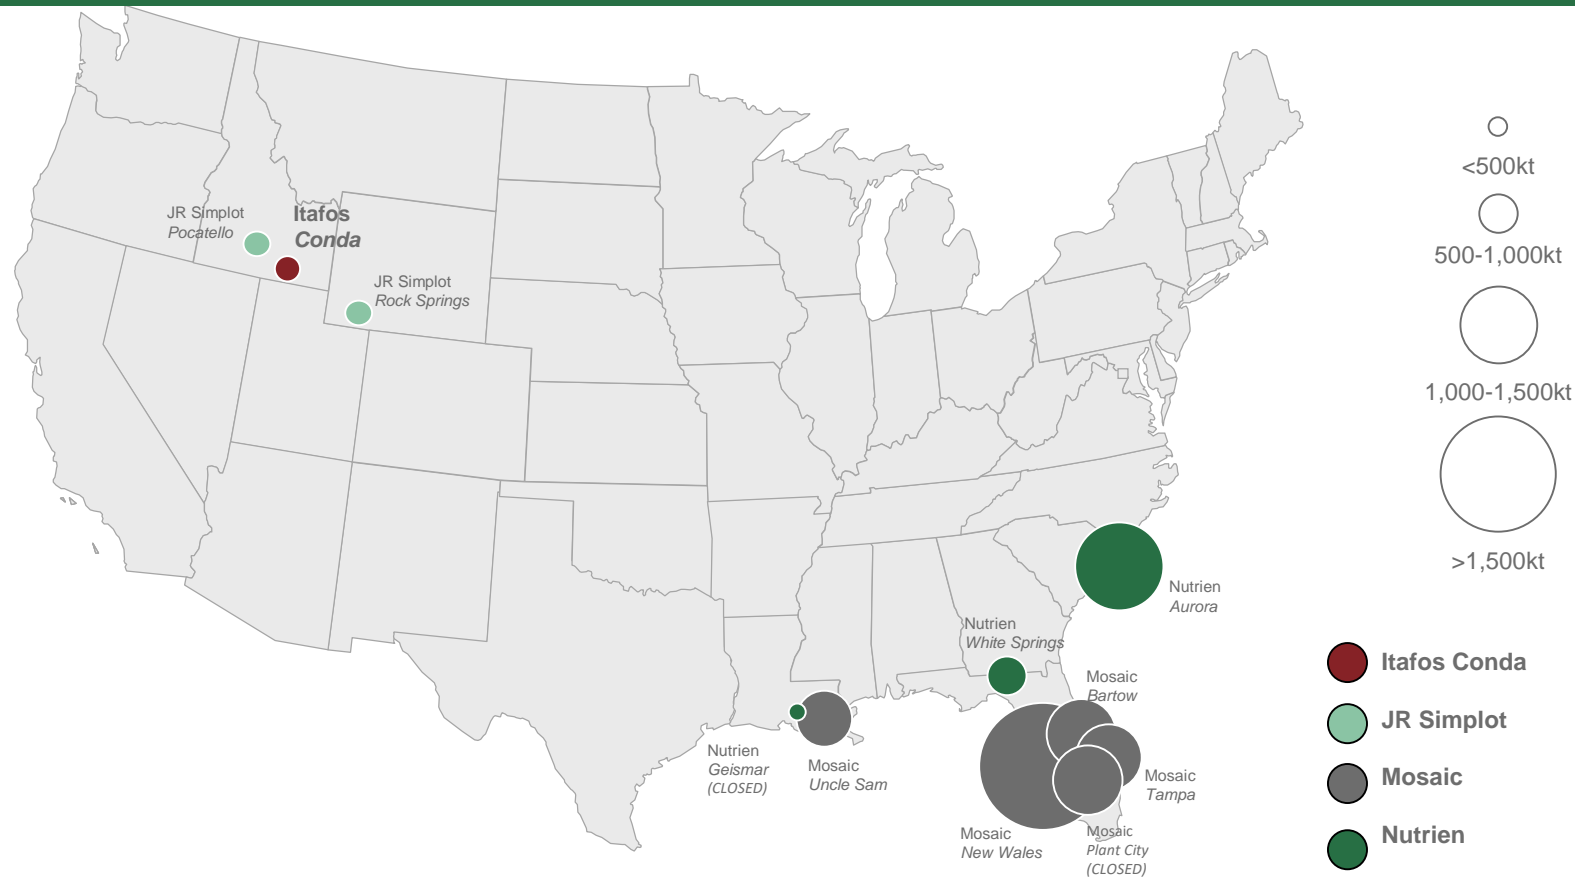 JR Simplot
Pocatello
Itafos
Conda
JR Simplot
Rock Springs
Nutrien
Aurora
Nutrien
White Springs
Mosaic
Bartow
Mosaic
Tampa
Nutrien
Geismar
(CLOSED)
Mosaic
Uncle Sam
Mosaic
New Wales
Mosaic
Plant City
(CLOSED)
<500kt
500-1,000kt
1,000-1,500kt
>1,500kt
Itafos Conda
JR Simplot
Mosaic
Nutrien